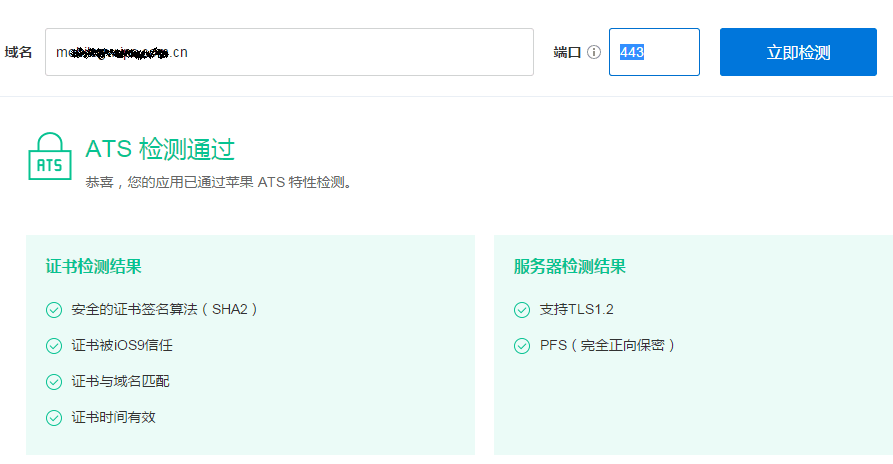 域名
.cn
端口
443
立即检测
ATS
ATS 检测通过
恭喜，您的应用已通过苹果 ATS 特性检测。
证书检测结果
安全的证书签名算法（SHA2）
证书被iOS9信任
证书与域名匹配
证书时间有效
服务器检测结果
支持TLS1.2
PFS（完全正向保密）